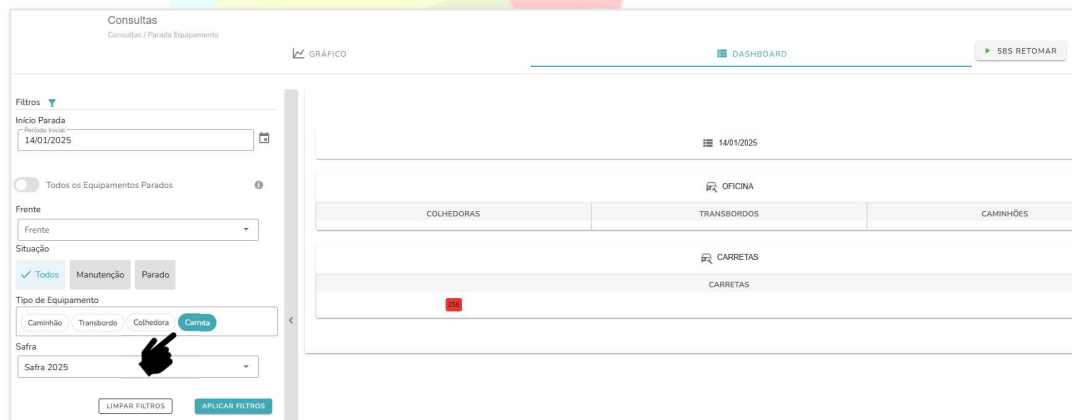 Consultas
Consultas / Parada Equipamento
GRÁFICO
DASHBOARD
58S RETOMAR
Filtros
Início Parada
Período Inicial
14/01/2025
Todos os Equipamentos Parados
Frente
Frente
Situação
Todos Manutenção Parado
Tipo de Equipamento
Caminhão Transbordo Colhedora Carreta
Safra
Safra 2025
LIMPAR FILTROS APLICAR FILTROS
14/01/2025
OFICINA
COLHEDORAS TRANSBORDOS CAMINHÕES
CARRETAS
CARRETAS
256